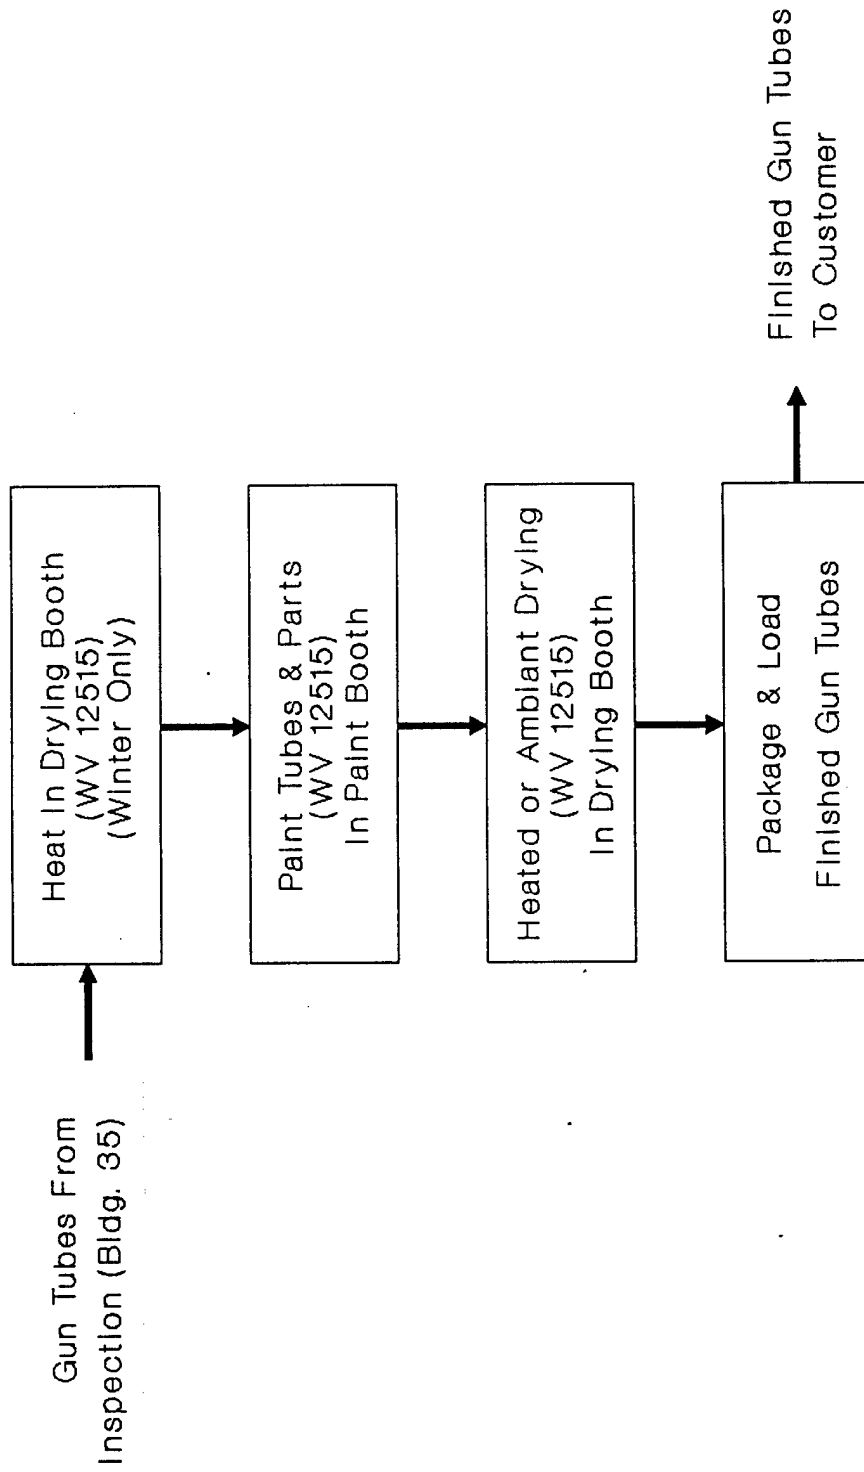 Gun Tubes From
Inspection (Bldg. 35)
Heat In Drying Booth
(WV 12515)
(Winter Only)
Paint Tubes & Parts
(WV 12515)
In Paint Booth
Heated or Ambiant Drying
(WV 12515)
In Drying Booth
Package & Load
Finished Gun Tubes
Finished Gun Tubes
To Customer